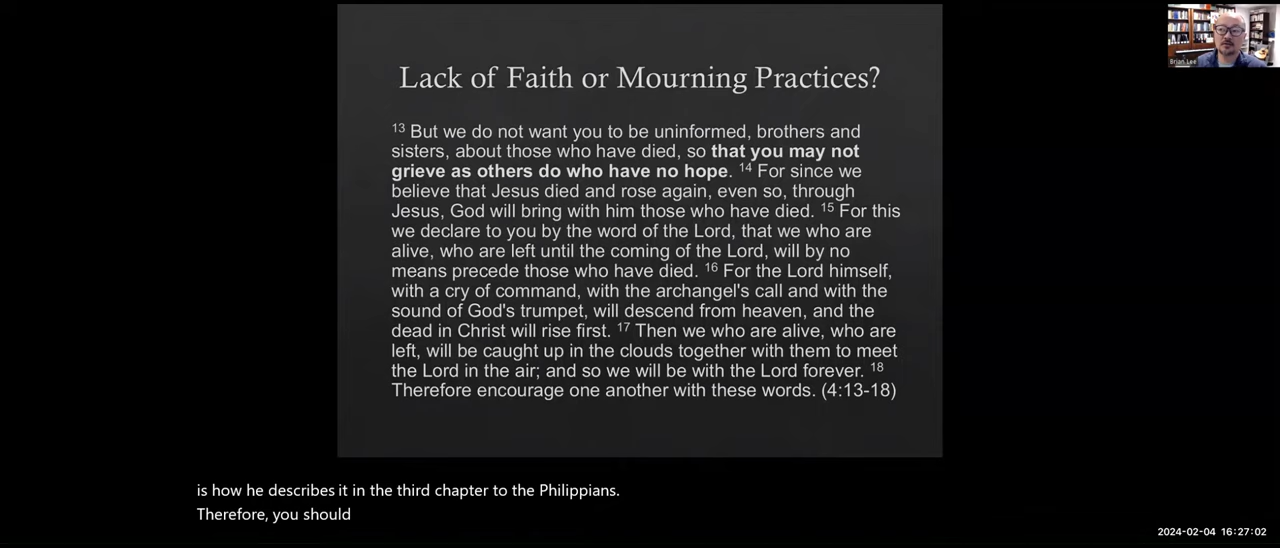 Brian Lee
Lack of Faith or Mourning Practices?
13 But we do not want you to be uninformed, brothers and
sisters, about those who have died, so that you may not
grieve as others do who have no hope. 14 For since we
believe that Jesus died and rose again, even so, through
Jesus, God will bring with him those who have died. 15 For this
we declare to you by the word of the Lord, that we who are
alive, who are left until the coming of the Lord, will by no
means precede those who have died. 16 For the Lord himself,
with a cry of command, with the archangel's call and with the
sound of God's trumpet, will descend from heaven, and the
dead in Christ will rise first. 17 Then we who are alive, who are
left, will be caught up in the clouds together with them to meet
the Lord in the air; and so we will be with the Lord forever. 18
Therefore encourage one another with these words. (4:13-18)
is how he describes it in the third chapter to the Philippians.
Therefore, you should
2024-02-04 16:27:02